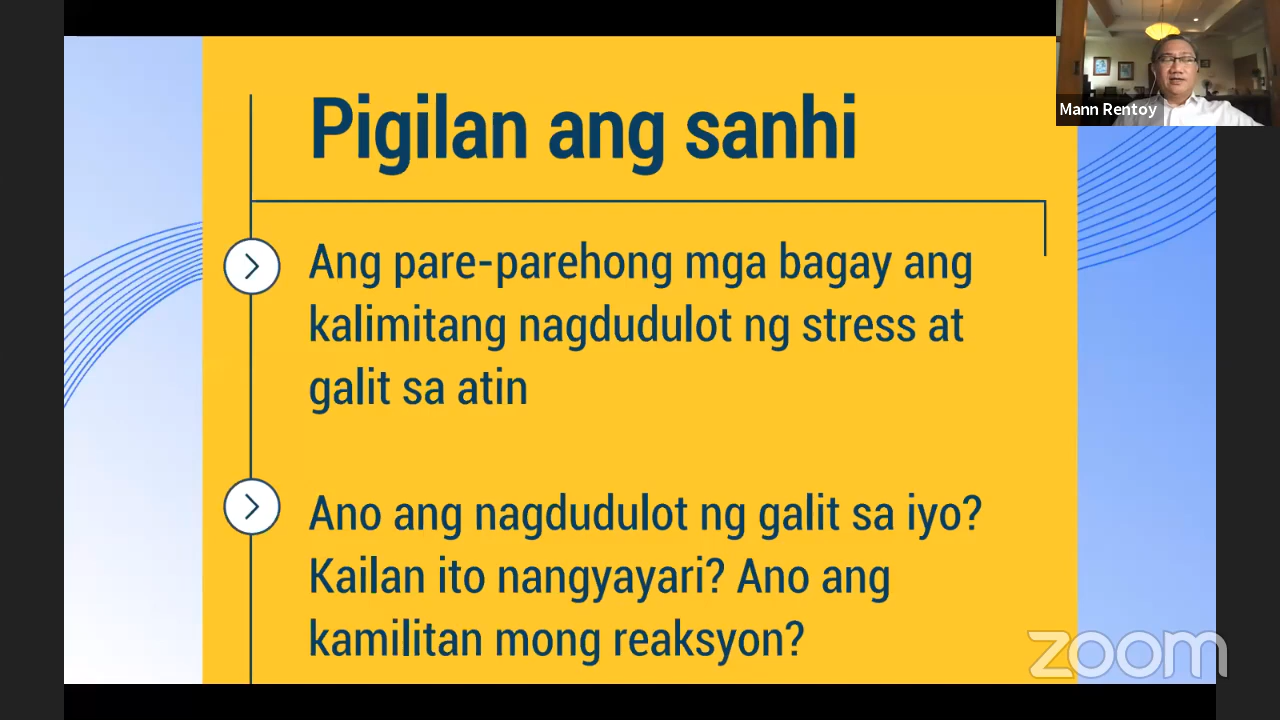 Pigilan ang sanhi
Mann Rentoy
Ang pare-parehong mga bagay ang
kalimitang nagdudulot ng stress at
galit sa atin
Ano ang nagdudulot ng galit sa iyo?
Kailan ito nangyayari? Ano ang
kamilitan mong reaksyon?
zoom